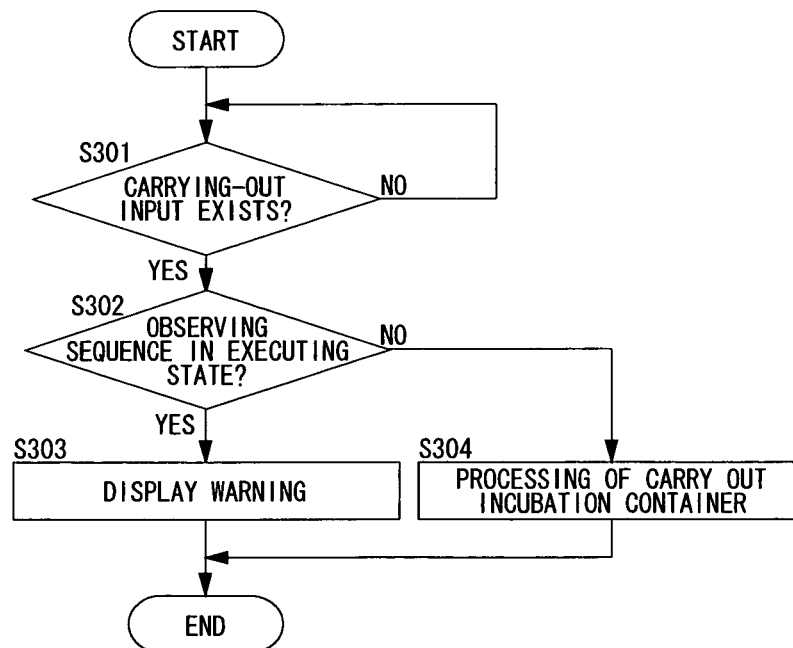 START
S301
CARRYING-OUT
INPUT EXISTS?
NO
YES
S302
OBSERVING
SEQUENCE IN EXECUTING
STATE?
NO
YES
S303
DISPLAY WARNING
S304
PROCESSING OF CARRY OUT
INCUBATION CONTAINER
END